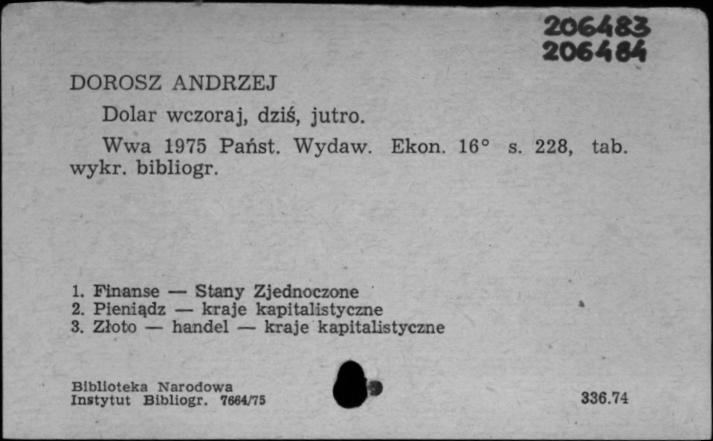 206483
206484
DOROSZ ANDRZEJ
Dolar wczoraj, dziś, jutro.
Wwa 1975 Państ. Wydaw. Ekon. 16° s. 228, tab.
wykr. bibliogr.
1. Finanse — Stany Zjednoczone
2. Pieniądz — kraje kapitalistyczne
3. Złoto — handel — kraje kapitalistyczne
Biblioteka Narodowa
Instytut Bibliogr. 7664/75
336.74